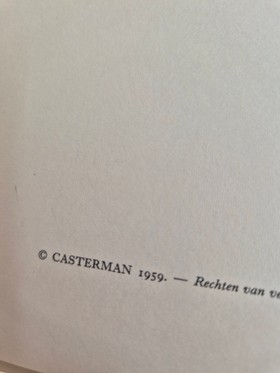 © CASTERMAN 1959. — Rechten van